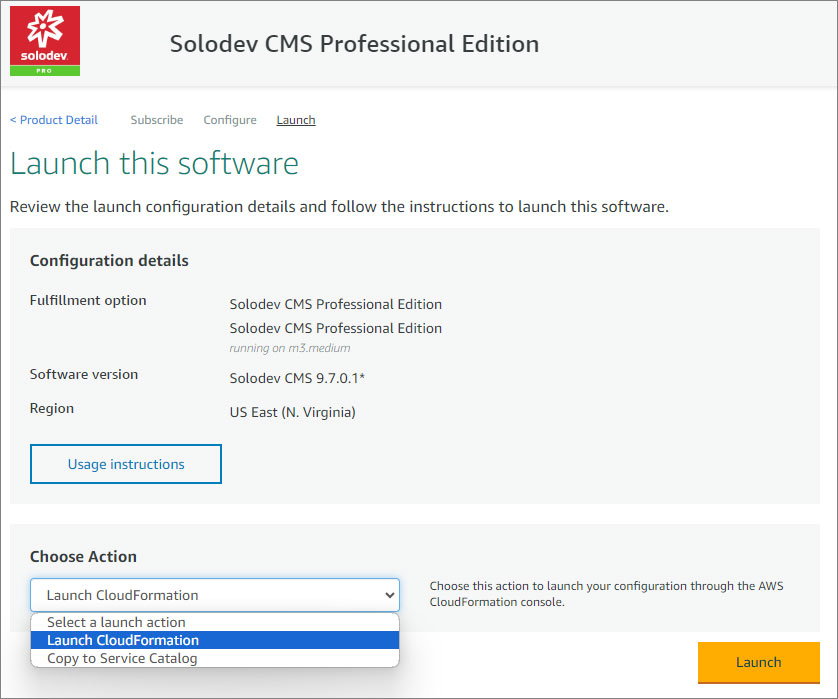 solodev
PRO
Solodev CMS Professional Edition
< Product Detail
Subscribe
Configure
Launch
Launch this software
Review the launch configuration details and follow the instructions to launch this software.
Configuration details
Fulfillment option
Solodev CMS Professional Edition
Solodev CMS Professional Edition
running on m3.medium
Software version
Solodev CMS 9.7.0.1*
Region
US East (N. Virginia)
Usage instructions
Choose Action
Launch CloudFormation
Choose this action to launch your configuration through the AWS
CloudFormation console.
Select a launch action
Launch CloudFormation
Copy to Service Catalog
Launch